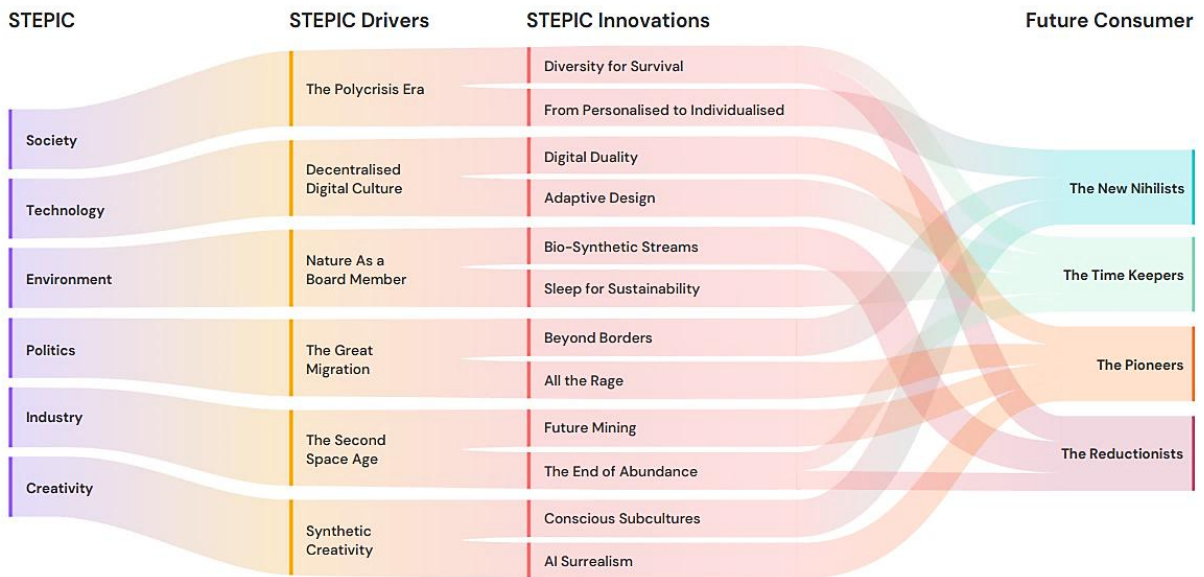 STEPIC
STEPIC Drivers
STEPIC Innovations
Future Consumer
Society
Technology
Environment
Politics
Industry
Creativity
The Polycrisis Era
Decentralised
Digital Culture
Nature As a
Board Member
The Great
Migration
The Second
Space Age
Synthetic
Creativity
Diversity for Survival
From Personalised to Individualised
Digital Duality
Adaptive Design
Bio-Synthetic Streams
Sleep for Sustainability
Beyond Borders
All the Rage
Future Mining
The End of Abundance
Conscious Subcultures
AI Surrealism
The New Nihilists
The Time Keepers
The Pioneers
The Reductionists